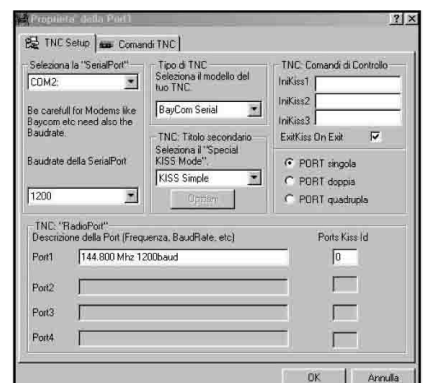 Proprieta' della Port1
TNC Setup
Comandi TNC
Seleziona la "SerialPort"
COM2:
Be careful for Modems like
Baycom etc need also the
Baudrate.
Baudrate della SerialPort
1200
Tipo di TNC
Seleziona il modello del
tuo TNC.
BayCom Serial
TNC: Titolo secondario
Seleziona il "Special
KISS Mode".
KISS Simple
TNC: Comandi di Controllo
IniKiss1
IniKiss2
IniKiss3
ExitKiss On Exit
PORT singola
PORT doppia
PORT quadrupla
TNC: "RadioPort"
Descrizione della Port (Frequenza, BaudRate, etc)
Ports Kiss Id
Port1
144.800 Mhz 1200baud
0
Port2
Port3
Port4
OK
Annulla